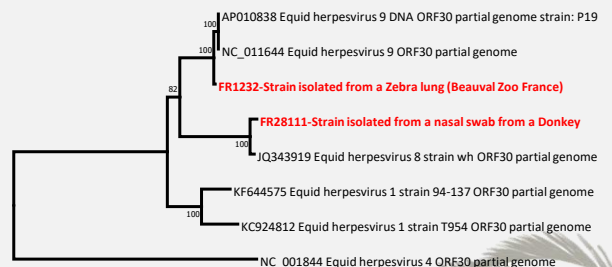 100
AP010838 Equid herpesvirus 9 DNA ORF30 partial genome strain: P19
100
NC_011644 Equid herpesvirus 9 ORF30 partial genome
FR1232-Strain isolated from a Zebra lung (Beauval Zoo France)
82
FR28111-Strain isolated from a nasal swab from a Donkey
100
JQ343919 Equid herpesvirus 8 strain wh ORF30 partial genome
KF644575 Equid herpesvirus 1 strain 94-137 ORF30 partial genome
100
KC924812 Equid herpesvirus 1 strain T954 ORF30 partial genome
NC_001844 Equid herpesvirus 4 ORF30 partial genome